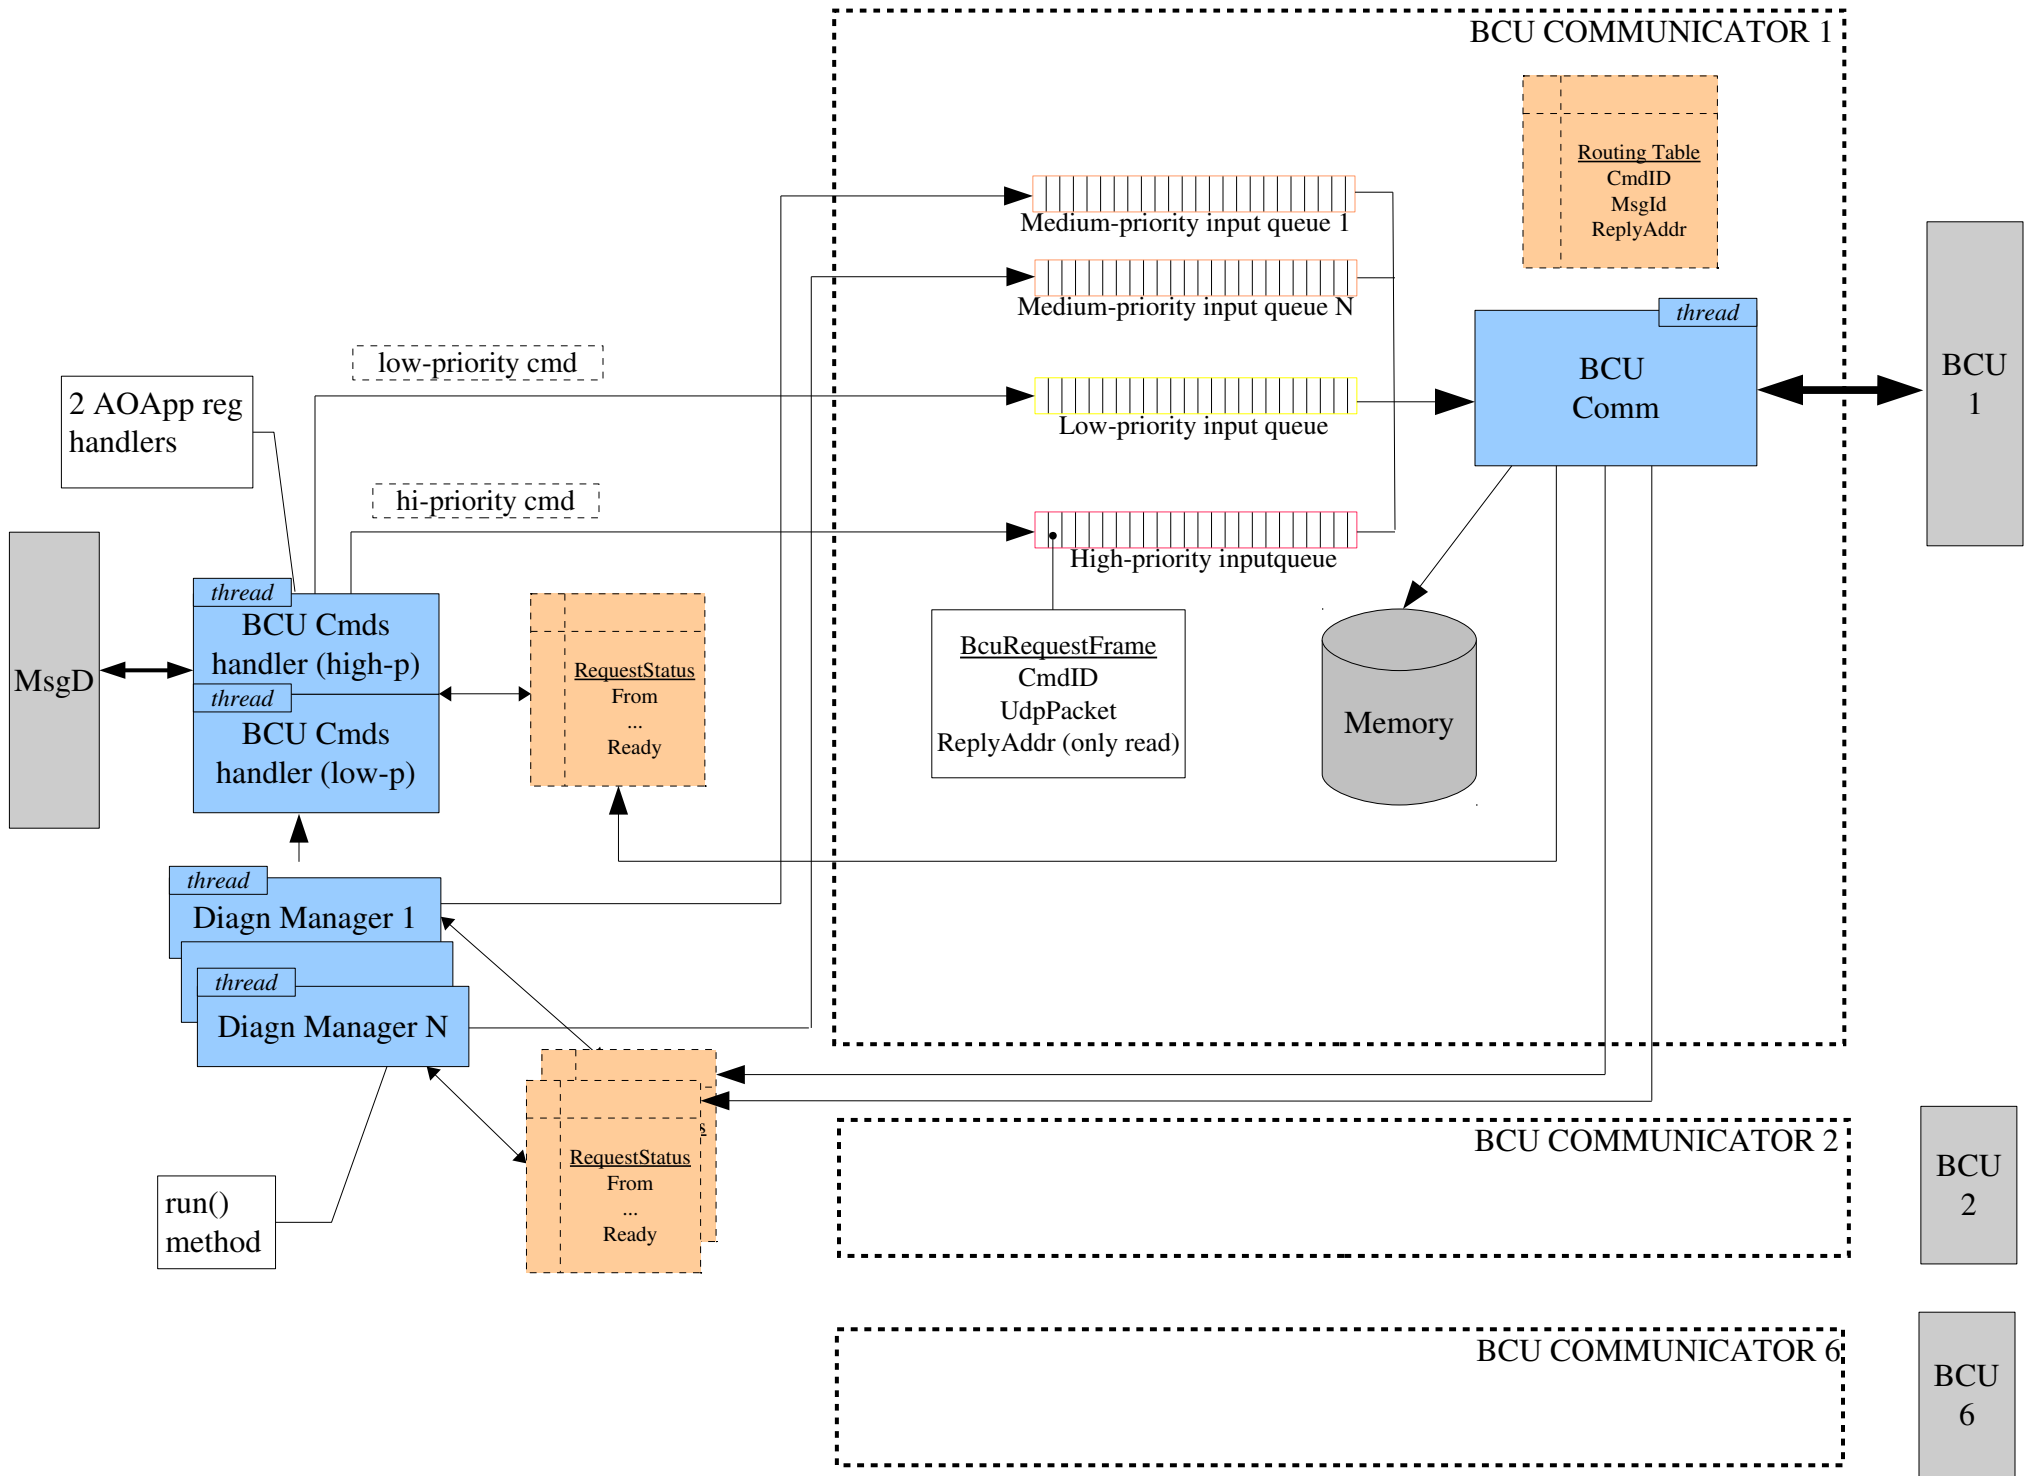 BCU COMMUNICATOR 1
Routing Table
CmdID
MsgId
ReplyAddr
Medium-priority input queue 1
Medium-priority input queue N
thread
BCU
Comm
BCU
1
low-priority cmd
2 AOApp reg
handlers
Low-priority input queue
hi-priority cmd
High-priority inputqueue
MsgD
thread
BCU Cmds
handler (high-p)
thread
BCU Cmds
handler (low-p)
RequestStatus
From
...
Ready
BcuRequestFrame
CmdID
UdpPacket
ReplyAddr (only read)
Memory
thread
Diagn Manager 1
thread
Diagn Manager N
s
RequestStatus
From
...
Ready
run()
method
BCU COMMUNICATOR 2
BCU
2
BCU COMMUNICATOR 6
BCU
6